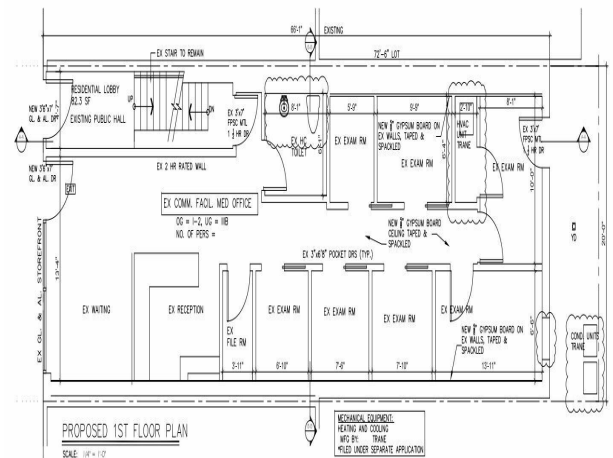 66'-1" EXISTING
72'-6" LOT
EX STAIR TO REMAIN
RESIDENTIAL LOBBY
82.3 SF
EXISTING PUBLIC HALL
NEW 3'6"x7'
GL. & AL. DR
UP
DN
EX 3'x7'
FPSC MTL
1 ½ HR DR
8'-1"
5'-9"
9'-9"
2'-10"
8'-1"
EX HC
TOILET
EX EXAM RM
NEW ⅝" GYPSUM BOARD ON
EX WALLS, TAPED &
SPACKLED
EX EXAM RM
6'-4"
HVAC
UNIT
TRANE
EX EXAM RM
EX 3'x7'
FPSC MTL
HR DR
10'-0"
NEW 3'6"x7'
GL. & AL. DR
EXIT
EX 2 HR RATED WALL
EX COMM. FACIL. MED OFFICE
OG = I-2, UG = IIIB
NO. OF PERS =
NEW ⅝" GYPSUM BOARD
CEILING TAPED &
SPACKLED
EX 3'x6'8" POCKET DRS (TYP.)
YD
20'-0"
EX GL. & AL. STOREFRONT
13'-4"
EX WAITING
EX RECEPTION
EX
FILE RM
EX EXAM RM
EX EXAM RM
EX EXAM RM
EX EXAM RM
NEW ⅝" GYPSUM BOARD ON
EX WALLS, TAPED &
SPACKLED
6'-6"
COND. UNITS
TRANE
3'-11"
6'-10"
7'-6"
7'-10"
13'-11"
PROPOSED 1ST FLOOR PLAN
SCALE: 1/4" = 1'-0"
MECHANICAL EQUIPMENT:
HEATING AND COOLING
MFG BY: TRANE
*FILED UNDER SEPARATE APPLICATION